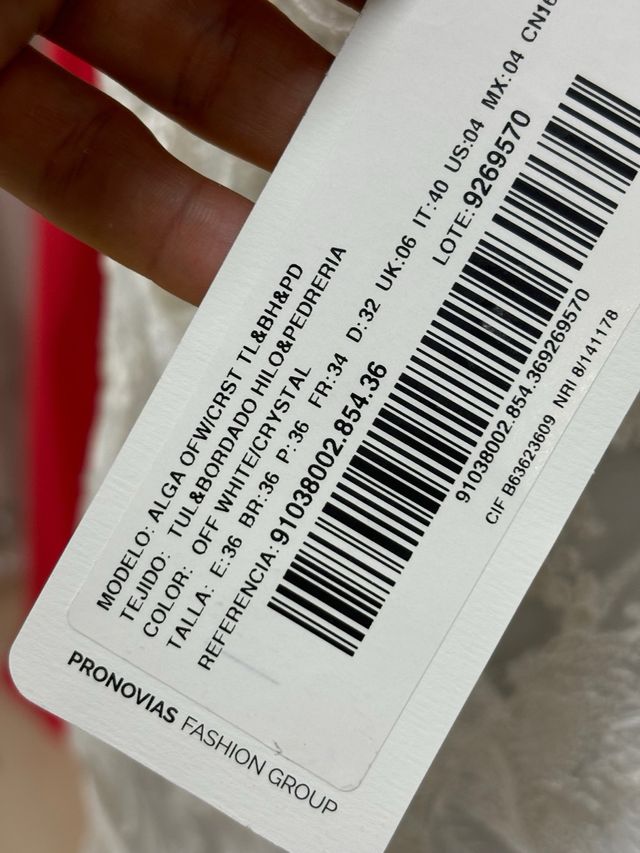 MODELO: ALGA OFW/CRST TL&BH&PD
TEJIDO: TUL&BORDADO HILO&PEDRERIA
COLOR: OFF WHITE/CRYSTAL
TALLA: E:36 BR:36 P:36 FR:34 D:32 UK:06 IT:40 US:04 MX:04 CN16
REFERENCIA: 91038002.854.36 LOTE:9269570
91038002.854.369269570
CIF B63623609 NRI 8/141178
PRONOVIAS FASHION GROUP